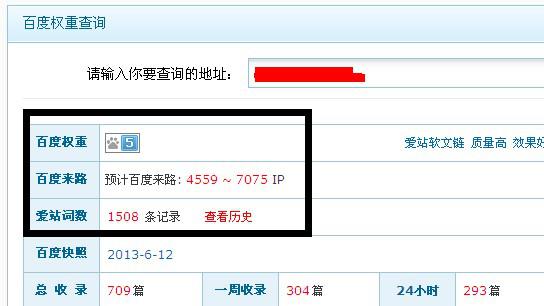 百度权重查询
请输入你要查询的地址：
百度权重 5 爱站软文链 质量高 效果好
百度来路 预计百度来路: 4559 ~ 7075 IP
爱站词数 1508 条记录 查看历史
百度快照 2013-6-12
总 收 录 709篇 一周收录 304篇 24小时 293篇